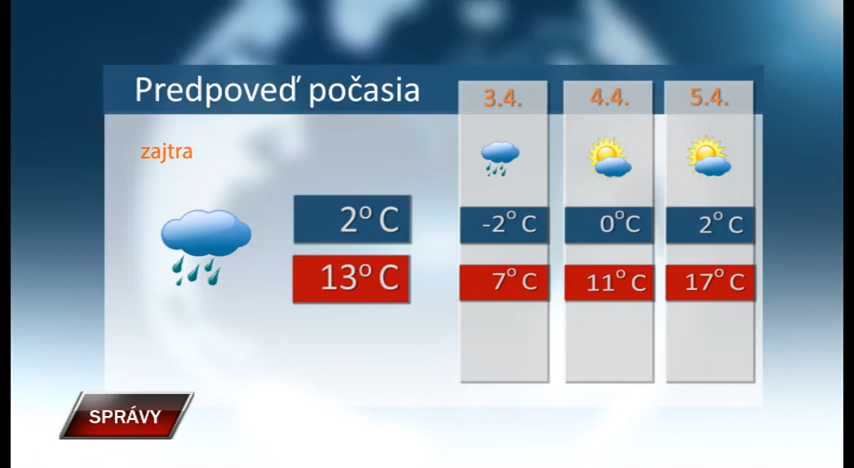 Predpoveď počasia
zajtra
2° C
13° C
3.4.
-2° C
7° C
4.4.
0°C
11° C
5.4.
2° C
17° C
SPRÁVY